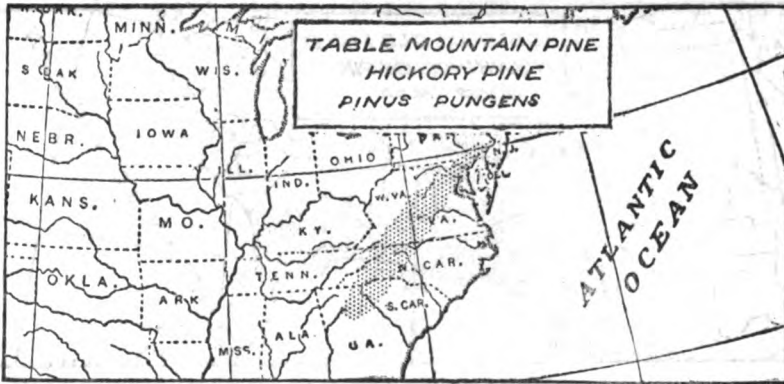 TABLE MOUNTAIN PINE
HICKORY PINE
PINUS PUNGENS
MINN.
WIS.
S DAK
NEBR.
IOWA
OHIO
IND.
W. VA.
VA.
KANS.
MO.
KY.
N. CAR.
TENN.
OKLA.
ARK
S. CAR.
MISS.
ALA
ATLANTIC
OCEAN